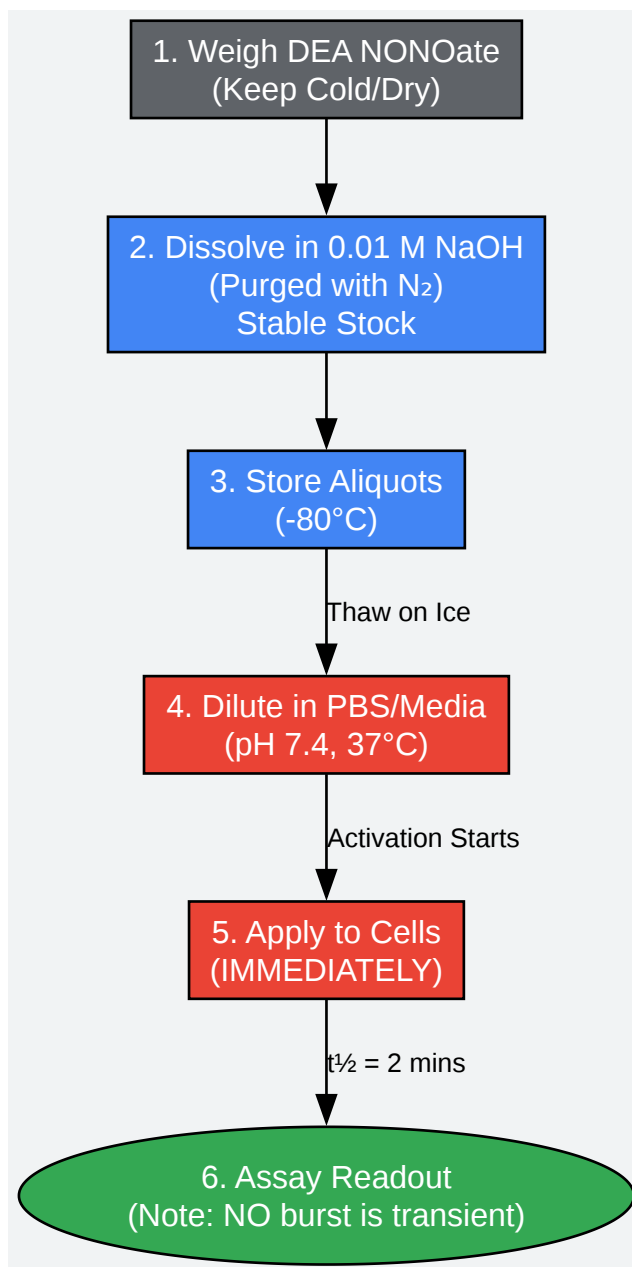 1. Weigh DEA NONOate
(Keep Cold/Dry)
2. Dissolve in 0.01 M NaOH
(Purged with N₂)
Stable Stock
3. Store Aliquots
(-80°C)
Thaw on Ice
4. Dilute in PBS/Media
(pH 7.4, 37°C)
Activation Starts
5. Apply to Cells
(IMMEDIATELY)
t½ = 2 mins
6. Assay Readout
(Note: NO burst is transient)